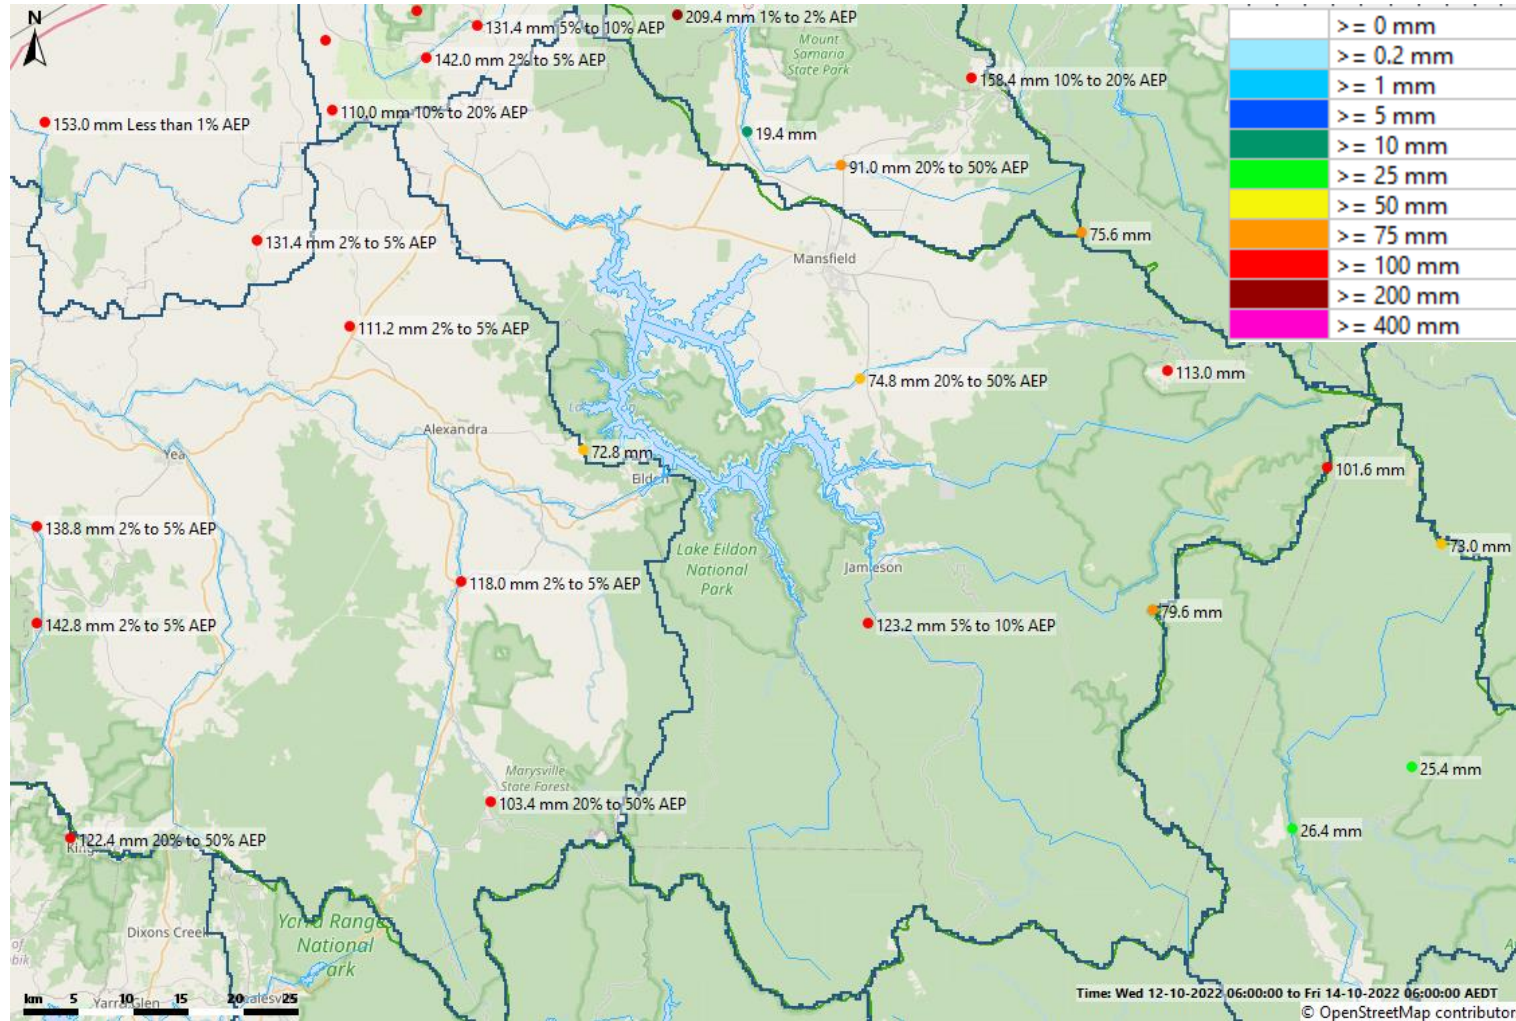 N
131.4 mm 5% to 10% AEP
209.4 mm 1% to 2% AEP
>= 0 mm
>= 0.2 mm
>= 1 mm
>= 5 mm
>= 10 mm
>= 25 mm
>= 50 mm
>= 75 mm
>= 100 mm
>= 200 mm
>= 400 mm
142.0 mm 2% to 5% AEP
Mount
Samaria
State Park
158.4 mm 10% to 20% AEP
110.0 mm 10% to 20% AEP
153.0 mm Less than 1% AEP
19.4 mm
91.0 mm 20% to 50% AEP
131.4 mm 2% to 5% AEP
75.6 mm
Mansfield
111.2 mm 2% to 5% AEP
113.0 mm
74.8 mm 20% to 50% AEP
Alexandra
Yea
72.8 mm
Eildon
101.6 mm
138.8 mm 2% to 5% AEP
73.0 mm
Lake Eildon
National
Park
Jamieson
118.0 mm 2% to 5% AEP
79.6 mm
142.8 mm 2% to 5% AEP
123.2 mm 5% to 10% AEP
Marysville
State Forest
25.4 mm
103.4 mm 20% to 50% AEP
26.4 mm
122.4 mm 20% to 50% AEP
Yarra Ranges
National
Park
Dixons Creek
of
km 5 10 15 20 25
Yarra Glen
Time: Wed 12-10-2022 06:00:00 to Fri 14-10-2022 06:00:00 AEDT
© OpenStreetMap contributor